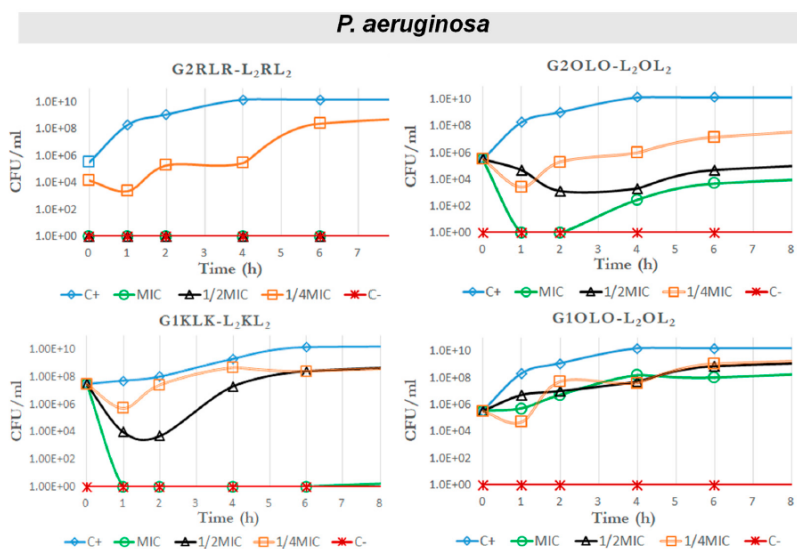 P. aeruginosa
G2RLR-L₂RL₂
1.0E+10
1.0E+08
1.0E+06
1.0E+04
1.0E+02
1.0E+00
CFU/ml
0 1 2 3 4 5 6 7
Time (h)
C+ MIC 1/2MIC 1/4MIC C-
G2OLO-L₂OL₂
1.0E+10
1.0E+08
1.0E+06
1.0E+04
1.0E+02
1.0E+00
CFU/ml
0 1 2 3 4 5 6 7 8
Time (h)
C+ MIC 1/2MIC 1/4MIC C-
G1KLK-L₂KL₂
1.00E+10
1.00E+08
1.00E+06
1.00E+04
1.00E+02
1.00E+00
CFU/ml
0 1 2 3 4 5 6 7 8
Time (h)
C+ MIC 1/2MIC 1/4MIC C-
G1OLO-L₂OL₂
1.00E+10
1.00E+08
1.00E+06
1.00E+04
1.00E+02
1.00E+00
CFU/ml
0 1 2 3 4 5 6 7 8
Time (h)
C+ MIC 1/2MIC 1/4MIC C-